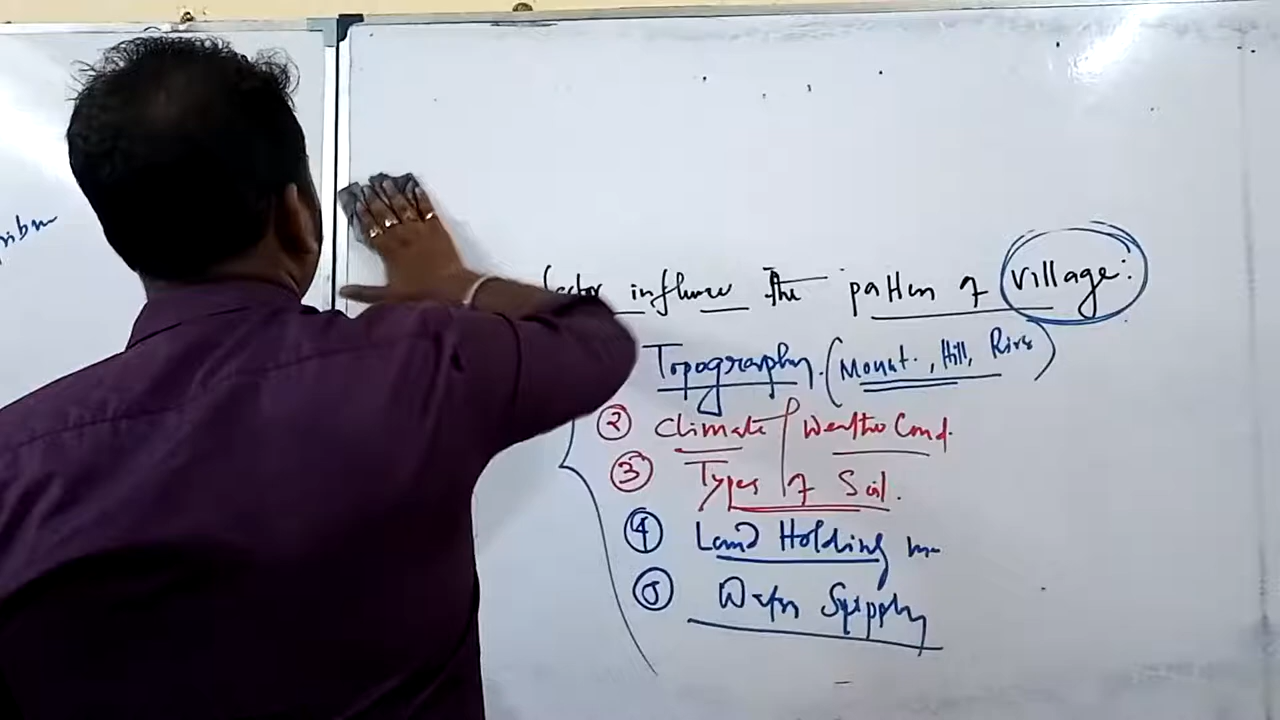 factor influence the pattern of village:
Topography. (Mount., Hill, River)
② Climate / Weather Cond.
③ Types of Soil.
④ Land Holding
⑤ Water Supply